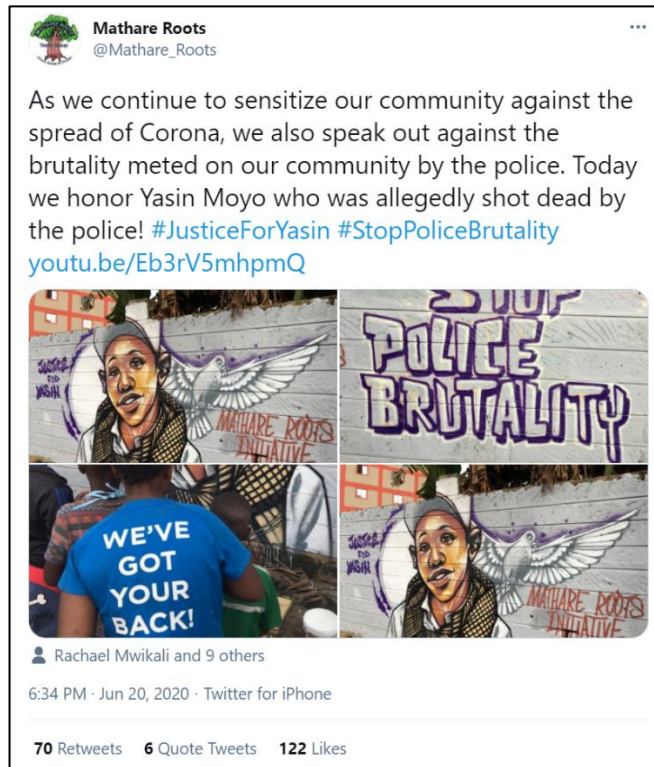 Mathare Roots
@Mathare_Roots
As we continue to sensitize our community against the
spread of Corona, we also speak out against the
brutality meted on our community by the police. Today
we honor Yasin Moyo who was allegedly shot dead by
the police! #JusticeForYasin #StopPoliceBrutality
youtu.be/Eb3rV5mhpmQ
JUSTICE
FOR
YASIN
MATHARE ROOTS
INITIATIVE
STOP
POLICE
BRUTALITY
WE'VE
GOT
YOUR
BACK!
JUSTICE
FOR
YASIN
MATHARE ROOTS
INITIATIVE
Rachael Mwikali and 9 others
6:34 PM · Jun 20, 2020 · Twitter for iPhone
70 Retweets 6 Quote Tweets 122 Likes